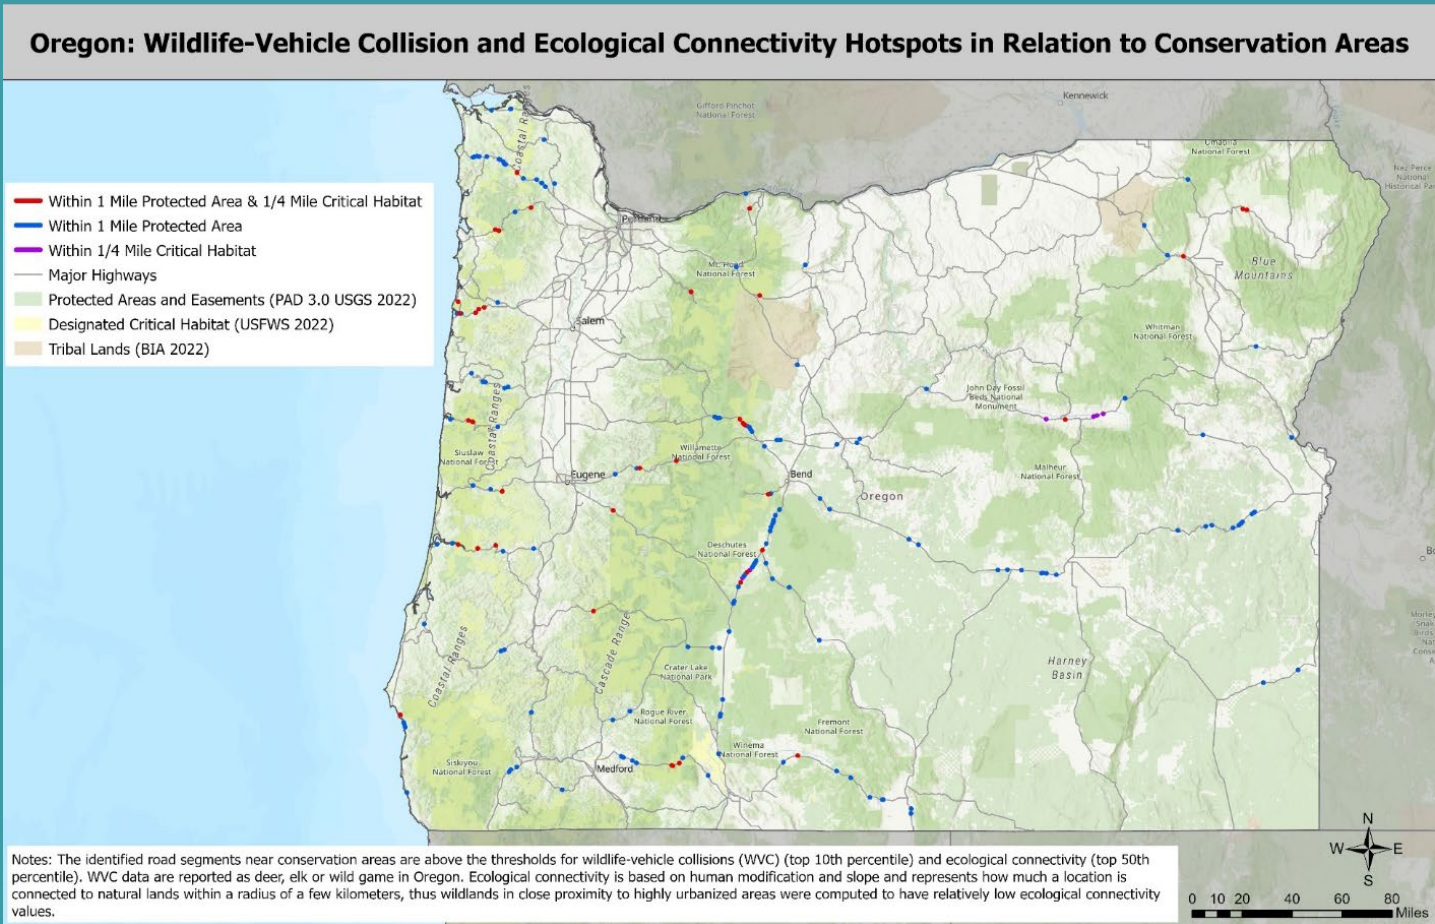 Oregon: Wildlife-Vehicle Collision and Ecological Connectivity Hotspots in Relation to Conservation Areas
Kennewick
Gifford Pinchot
National Forest
Coastal Ranges
Umatilla
National Forest
Nez Perce
National
Historical Park
Within 1 Mile Protected Area & 1/4 Mile Critical Habitat
Within 1 Mile Protected Area
Within 1/4 Mile Critical Habitat
Major Highways
Protected Areas and Easements (PAD 3.0 USGS 2022)
Designated Critical Habitat (USFWS 2022)
Tribal Lands (BIA 2022)
Portland
Mt. Hood
National Forest
Blue
Mountains
Salem
Whitman
National Forest
John Day Fossil
Beds National
Monument
Coastal Ranges
Siuslaw
National Forest
Willamette
National Forest
Eugene
Bend
Malheur
National Forest
Oregon
Deschutes
National Forest
Coastal Ranges
Cascade Range
Crater Lake
National Park
Harney
Basin
Rogue River
National Forest
Fremont
National Forest
Winema
National Forest
Siskiyou
National Forest
Medford
N
W E
S
0 10 20 40 60 80
Miles
Notes: The identified road segments near conservation areas are above the thresholds for wildlife-vehicle collisions (WVC) (top 10th percentile) and ecological connectivity (top 50th
percentile). WVC data are reported as deer, elk or wild game in Oregon. Ecological connectivity is based on human modification and slope and represents how much a location is
connected to natural lands within a radius of a few kilometers, thus wildlands in close proximity to highly urbanized areas were computed to have relatively low ecological connectivity
values.